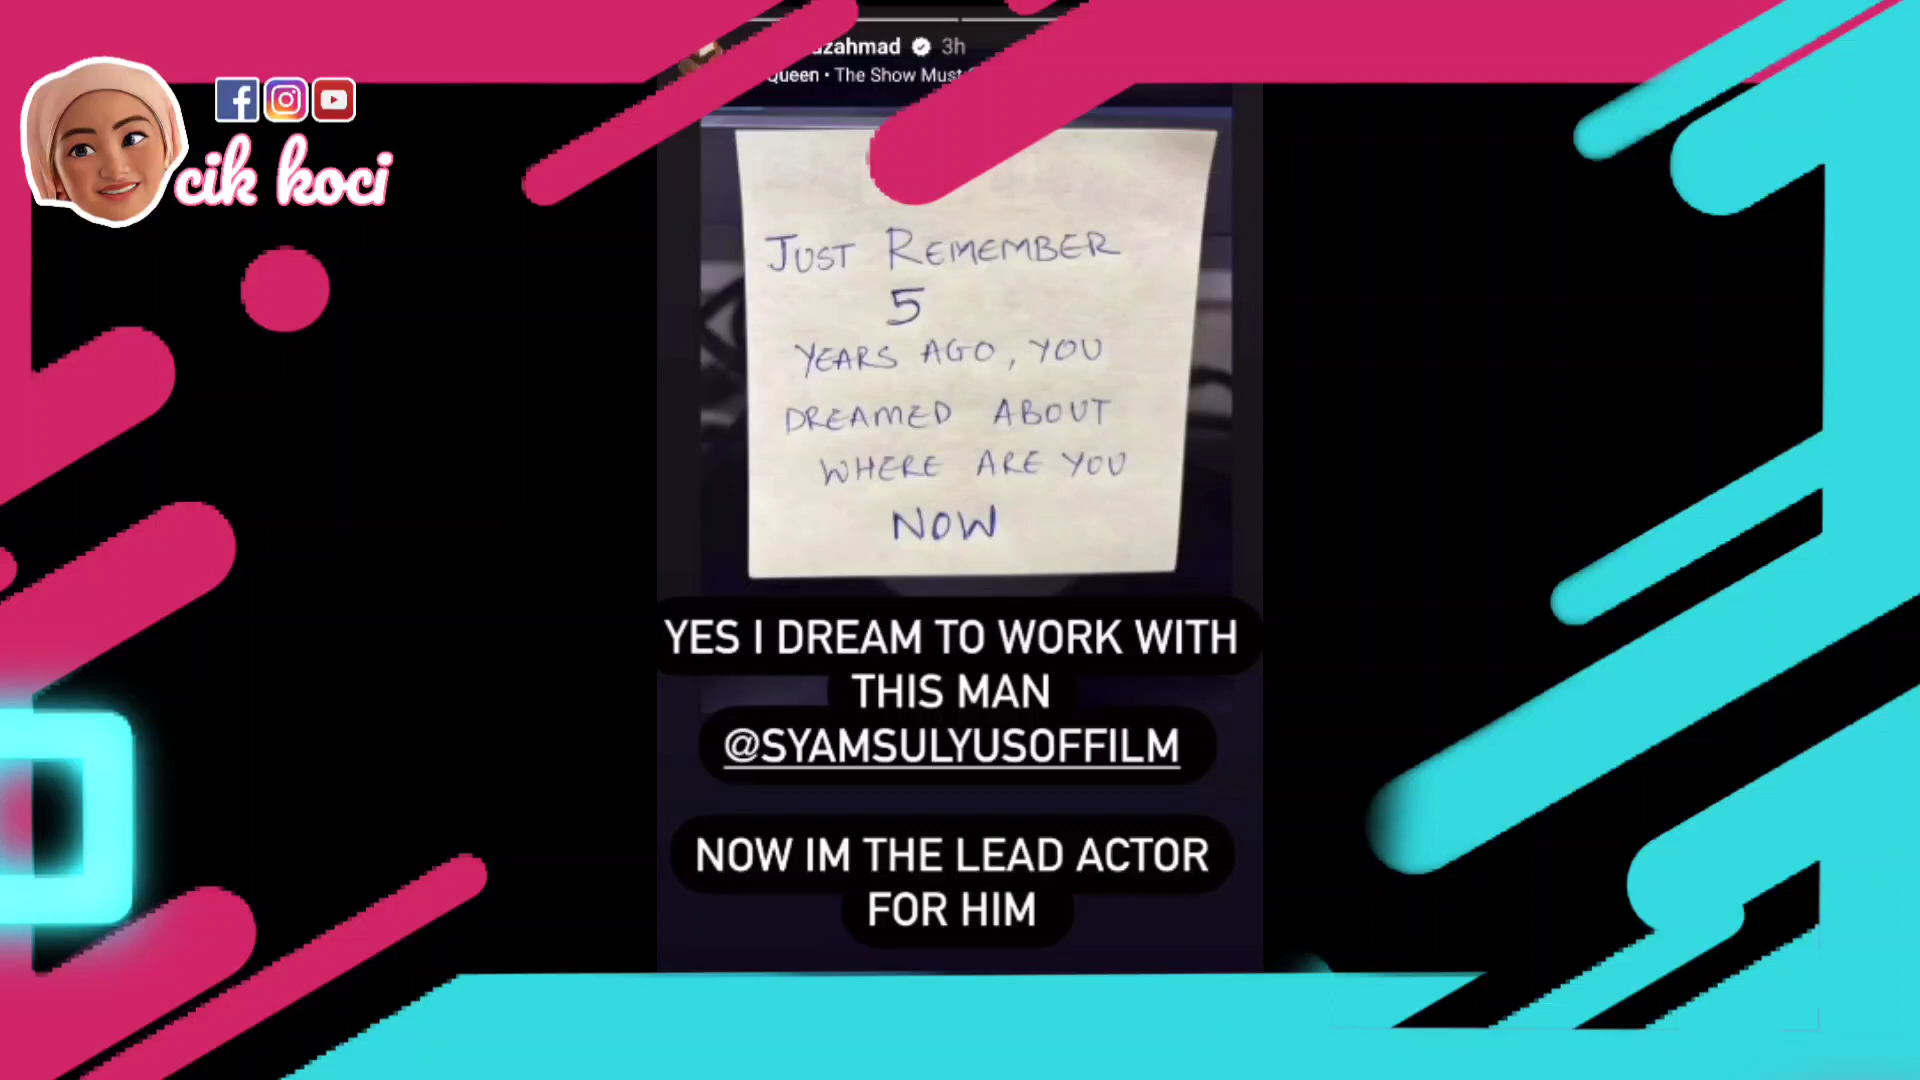 3h
Queen • The Show Must
cik koci
JUST REMEMBER
5
YEARS AGO, YOU
DREAMED ABOUT
WHERE ARE YOU
NOW
YES I DREAM TO WORK WITH
THIS MAN
@SYAMSULYUSOFFILM
NOW IM THE LEAD ACTOR
FOR HIM